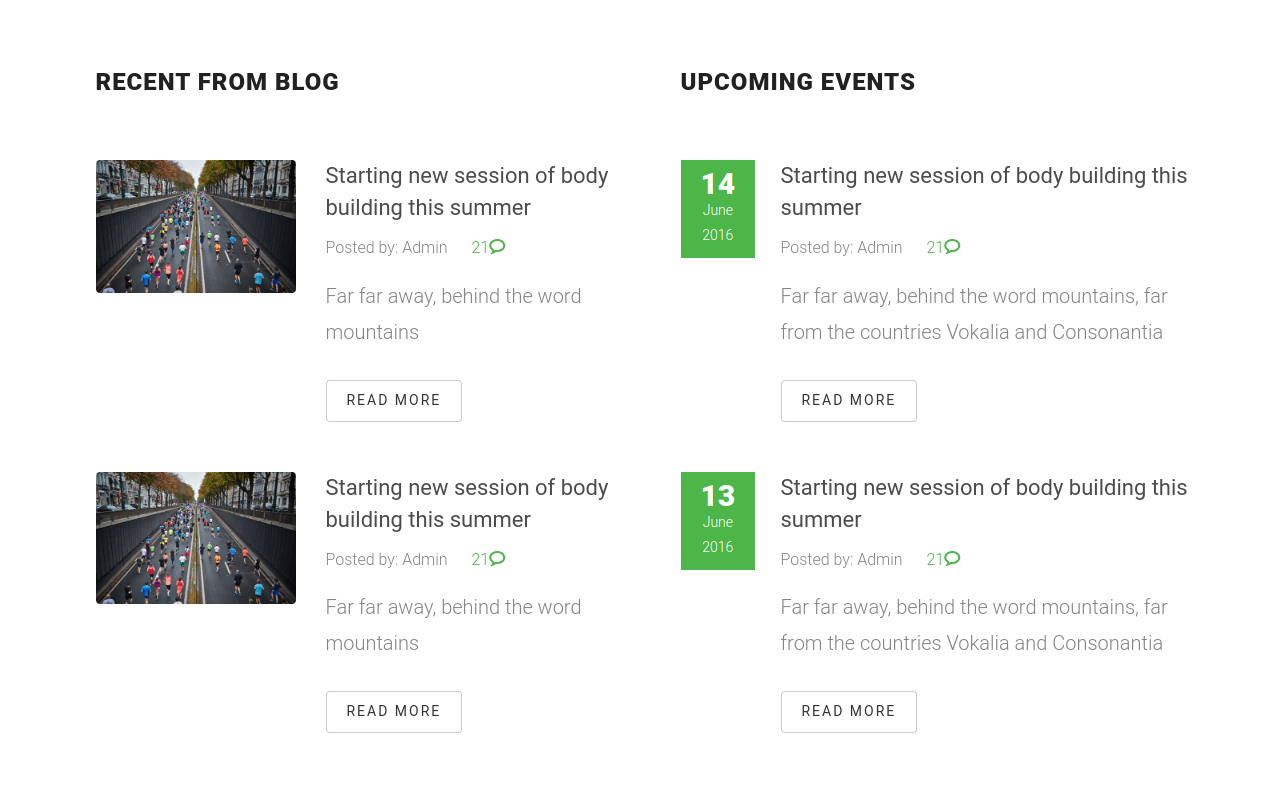 RECENT FROM BLOG
Starting new session of body
building this summer
Posted by: Admin 21
Far far away, behind the word
mountains
READ MORE
Starting new session of body
building this summer
Posted by: Admin 21
Far far away, behind the word
mountains
READ MORE
UPCOMING EVENTS
14
June
2016
Starting new session of body building this
summer
Posted by: Admin 21
Far far away, behind the word mountains, far
from the countries Vokalia and Consonantia
READ MORE
13
June
2016
Starting new session of body building this
summer
Posted by: Admin 21
Far far away, behind the word mountains, far
from the countries Vokalia and Consonantia
READ MORE